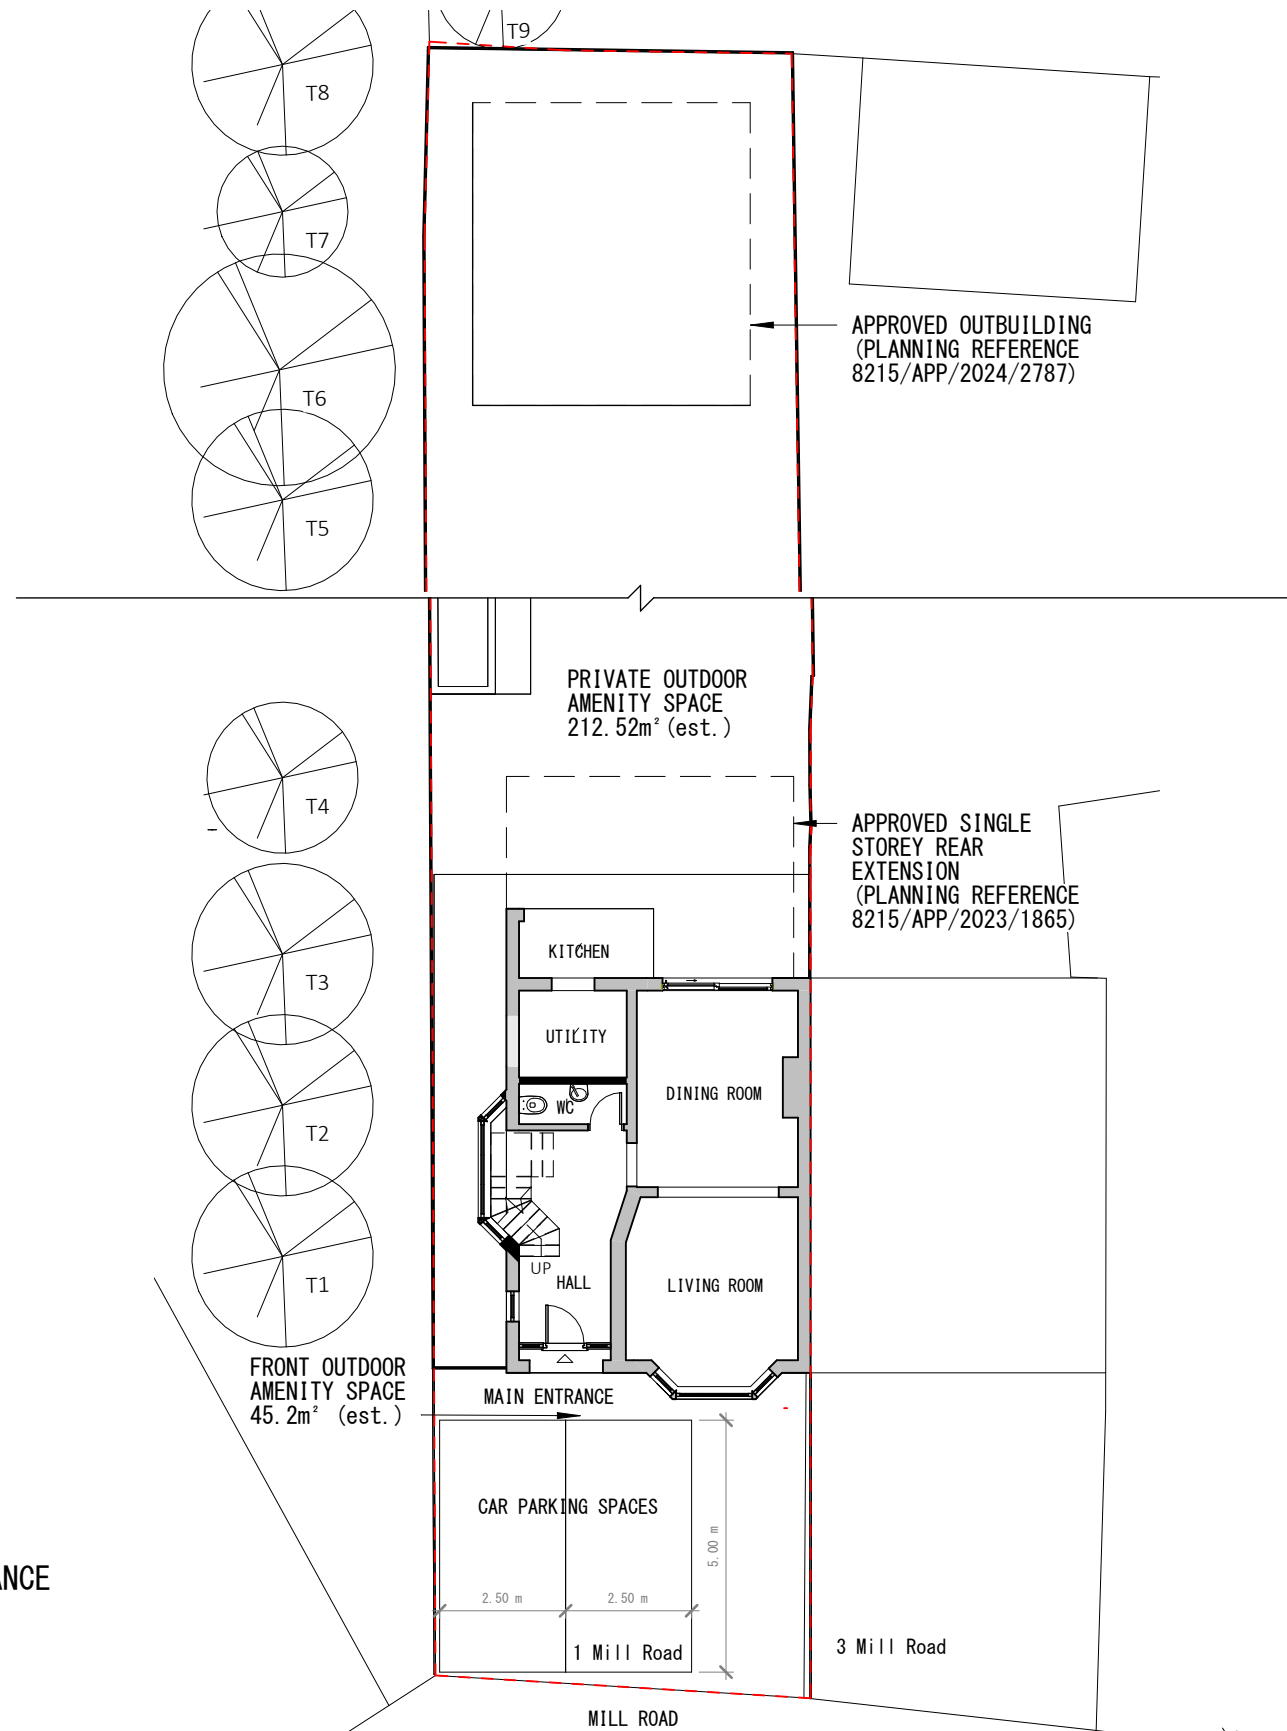 T9
T8
T7
T6
T5
APPROVED OUTBUILDING
(PLANNING REFERENCE
8215/APP/2024/2787)
PRIVATE OUTDOOR
AMENITY SPACE
212.52m² (est.)
T4
APPROVED SINGLE
STOREY REAR
EXTENSION
(PLANNING REFERENCE
8215/APP/2023/1865)
T3
KITCHEN
UTILITY
DINING ROOM
WC
T2
T1
UP
HALL
LIVING ROOM
FRONT OUTDOOR
AMENITY SPACE
45.2m² (est.)
MAIN ENTRANCE
CAR PARKING SPACES
5.00 m
2.50 m
2.50 m
1 Mill Road
3 Mill Road
MILL ROAD